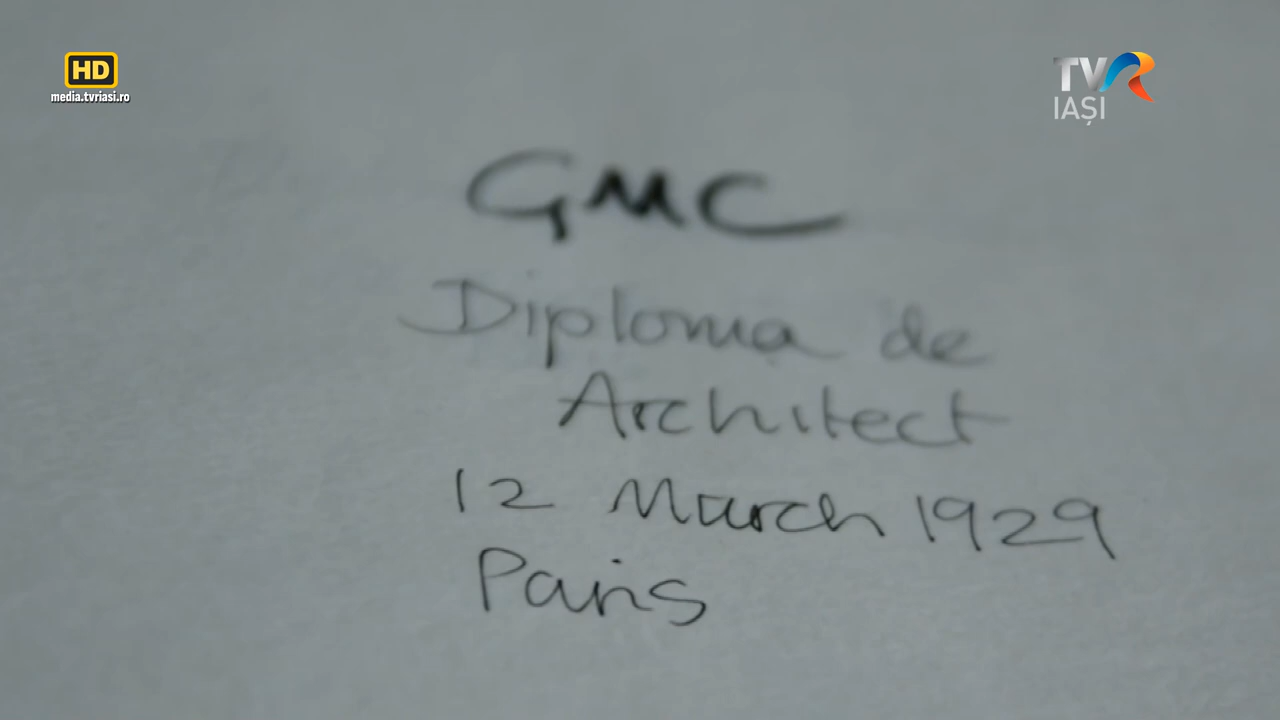 HD
media.tvriasi.ro
TVR
IAȘI
GMC
Diploma de
Architect
12 March 1929
Paris